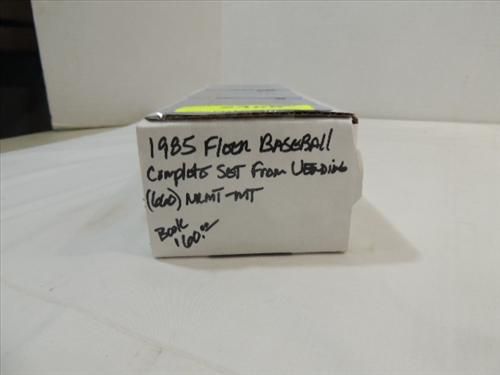 1985 Fleer BASEBALL
Complete SET From VENDING
(660) NRMT-MT
Book
160.00